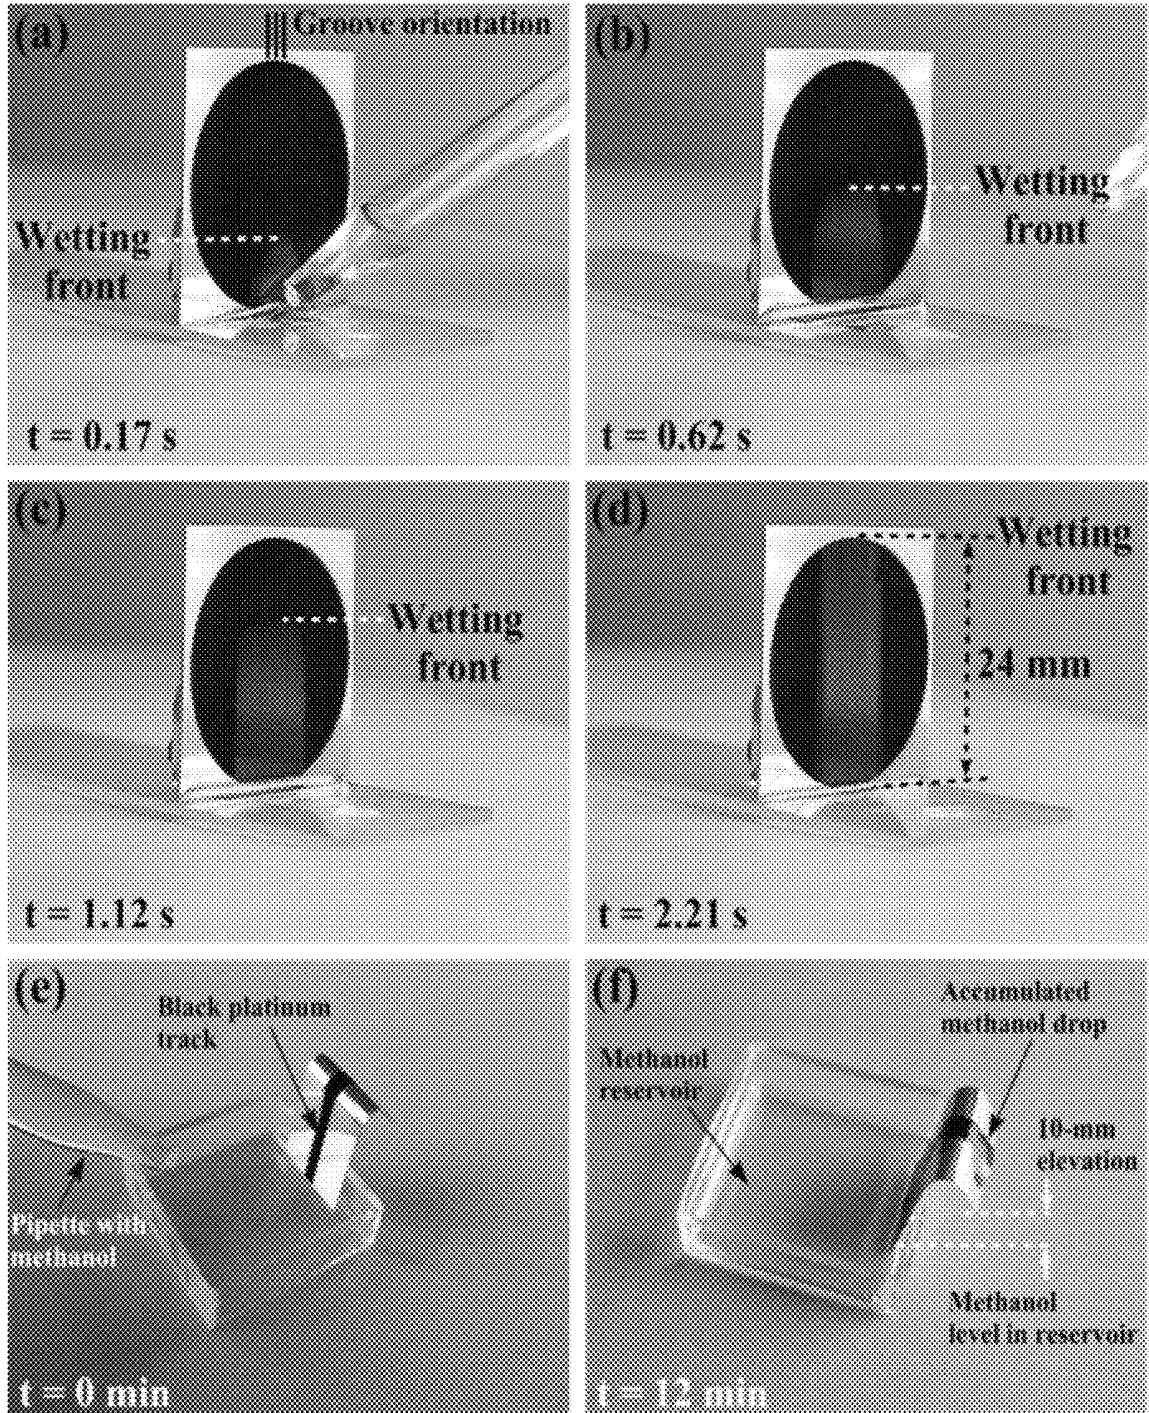 (a)
Groove orientation
Wetting
front
t = 0.17 s
(b)
Wetting
front
t = 0.62 s
(c)
Wetting
front
t = 1.12 s
(d)
Wetting
front
24 mm
t = 2.21 s
(e)
Black platinum
track
Pipette with
methanol
t = 0 min
(f)
Accumulated
methanol drop
Methanol
reservoir
10-mm
elevation
Methanol
level in reservoir
t = 12 min